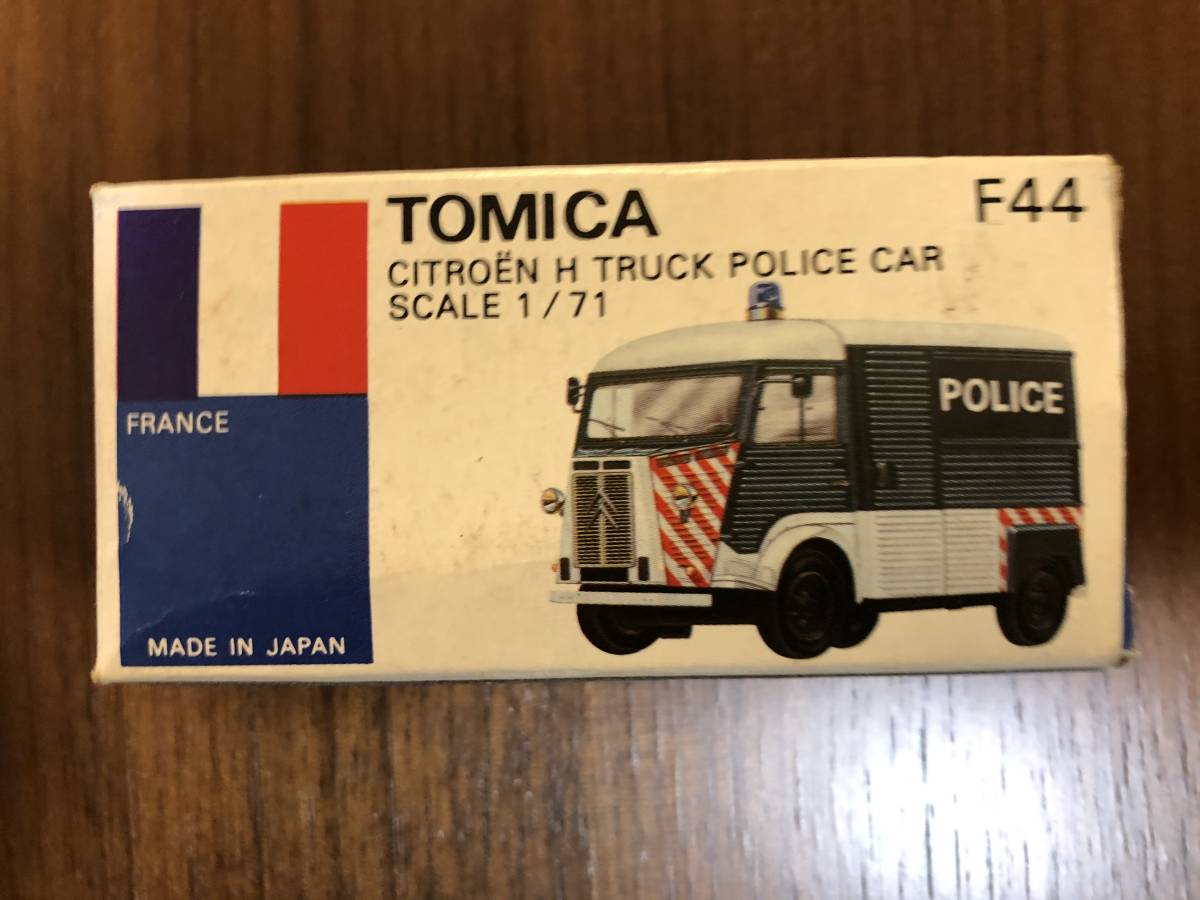 TOMICA
F44
CITROËN H TRUCK POLICE CAR
SCALE 1/71
POLICE
FRANCE
MADE IN JAPAN